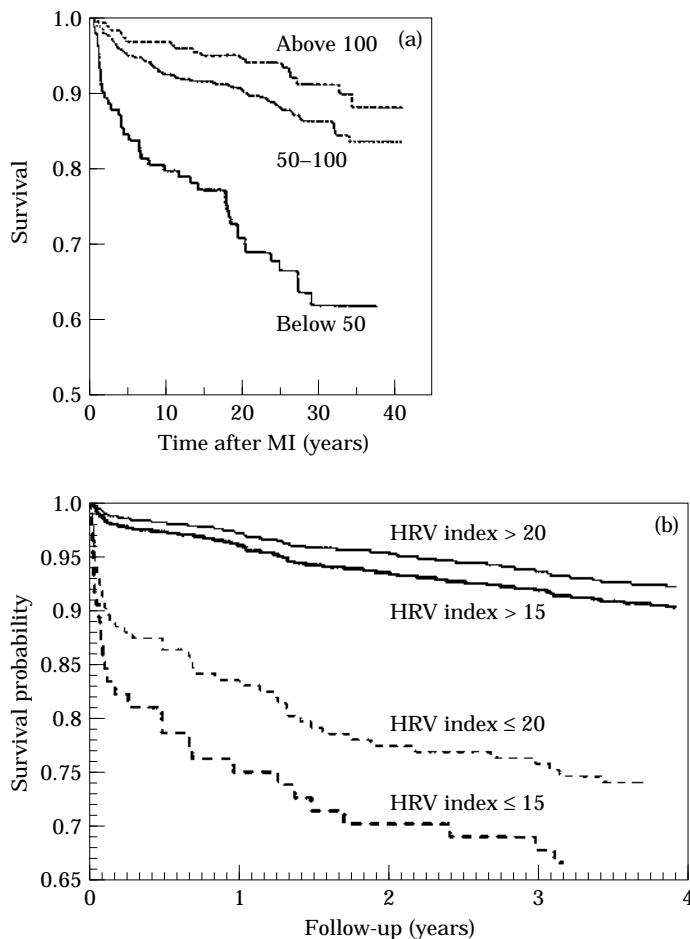 1.0
0.9
0.8
0.7
0.6
0.5
Survival
Above 100
(a)
50–100
Below 50
0 10 20 30 40
Time after MI (years)
1.0
0.95
0.9
0.85
0.8
0.75
0.7
0.65
Survival probability
(b)
HRV index > 20
HRV index > 15
HRV index ≤ 20
HRV index ≤ 15
0 1 2 3 4
Follow-up (years)